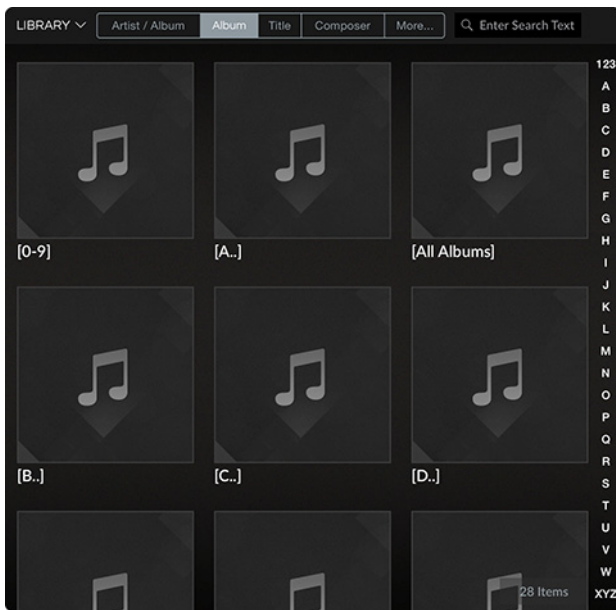 LIBRARY Artist / Album Album Title Composer More... Enter Search Text
[0-9] [A..] [All Albums]
[B..] [C..] [D..]
28 Items
123
A
B
C
D
E
F
G
H
I
J
K
L
M
N
O
P
Q
R
S
T
U
V
W
XYZ